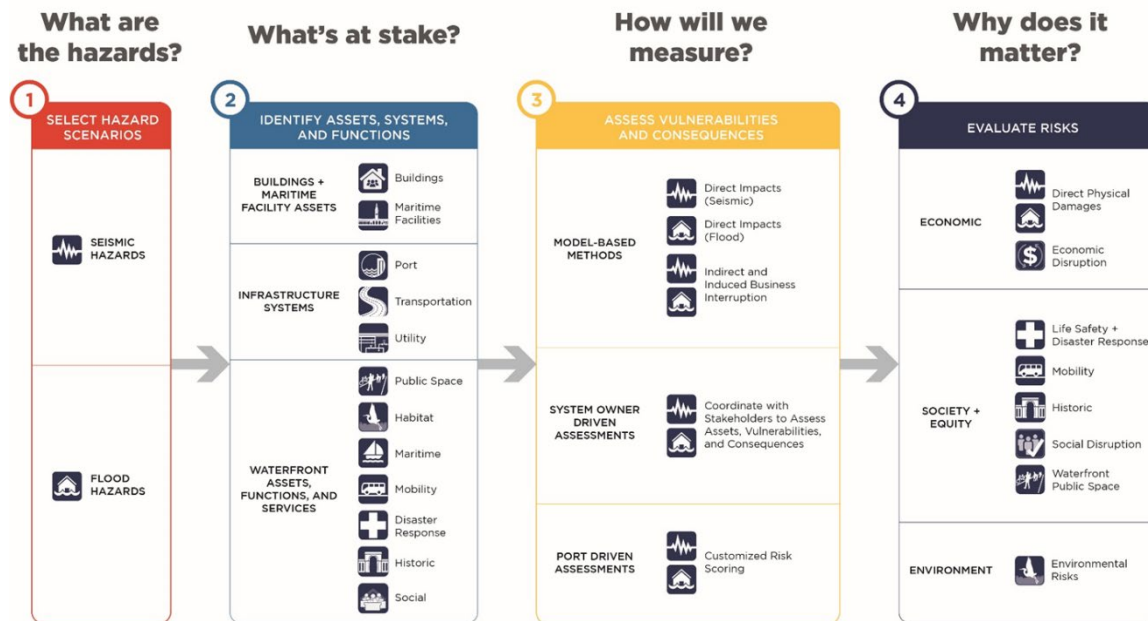 What are
the hazards?
1
SELECT HAZARD
SCENARIOS
SEISMIC
HAZARDS
FLOOD
HAZARDS
What's at stake?
2
IDENTIFY ASSETS, SYSTEMS,
AND FUNCTIONS
BUILDINGS +
MARITIME
FACILITY ASSETS
Buildings
Maritime
Facilities
INFRASTRUCTURE
SYSTEMS
Port
Transportation
Utility
WATERFRONT
ASSETS,
FUNCTIONS, AND
SERVICES
Public Space
Habitat
Maritime
Mobility
Disaster
Response
Historic
Social
How will we
measure?
3
ASSESS VULNERABILITIES
AND CONSEQUENCES
MODEL-BASED
METHODS
Direct Impacts
(Seismic)
Direct Impacts
(Flood)
Indirect and
Induced Business
Interruption
SYSTEM OWNER
DRIVEN
ASSESSMENTS
Coordinate with
Stakeholders to Assess
Assets, Vulnerabilities,
and Consequences
PORT DRIVEN
ASSESSMENTS
Customized Risk
Scoring
Why does it
matter?
4
EVALUATE RISKS
ECONOMIC
Direct Physical
Damages
$
Economic
Disruption
SOCIETY +
EQUITY
Life Safety +
Disaster Response
Mobility
Historic
Social Disruption
Waterfront
Public Space
ENVIRONMENT
Environmental
Risks